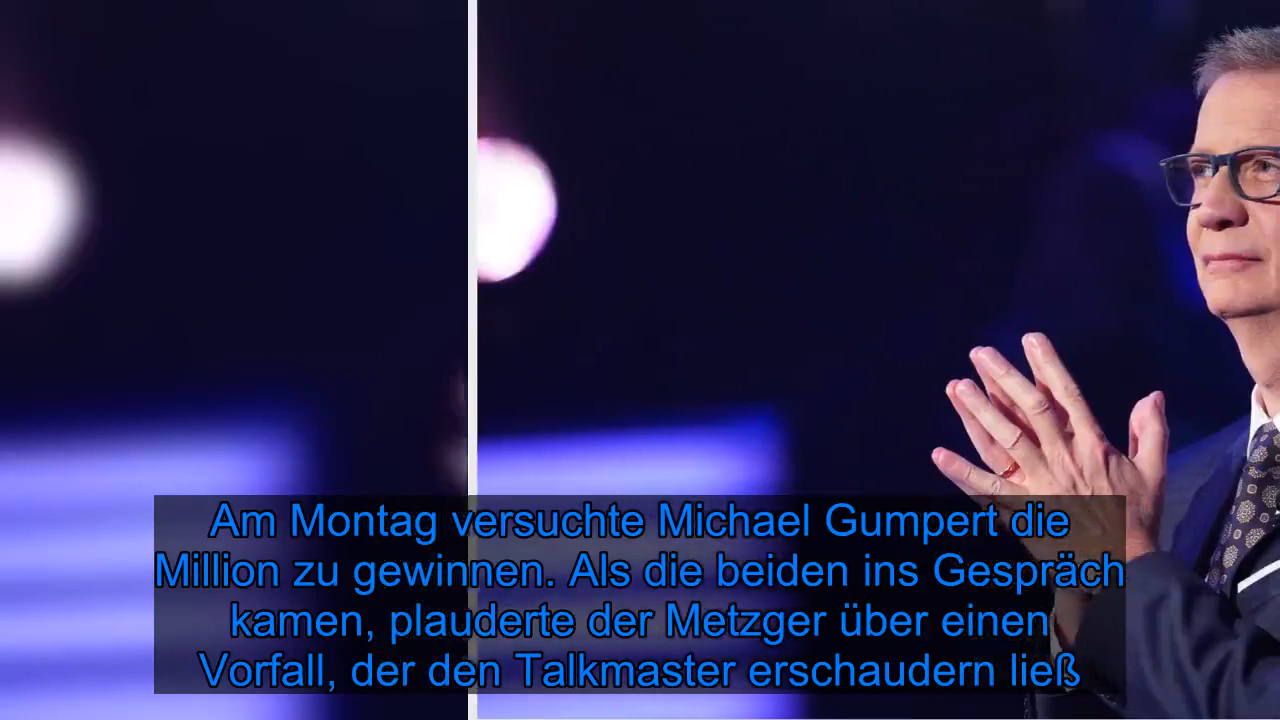 Am Montag versuchte Michael Gumpert die
Million zu gewinnen. Als die beiden ins Gespräch
kamen, plauderte der Metzger über einen
Vorfall, der den Talkmaster erschaudern ließ